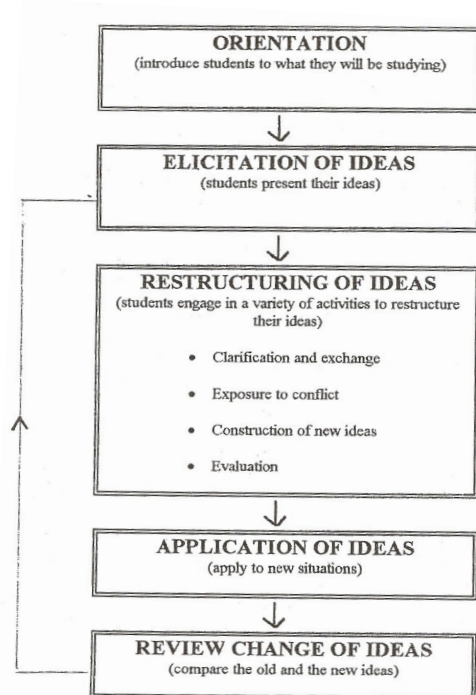 ORIENTATION
(introduce students to what they will be studying)
ELICITATION OF IDEAS
(students present their ideas)
RESTRUCTURING OF IDEAS
(students engage in a variety of activities to restructure
their ideas)
• Clarification and exchange
• Exposure to conflict
• Construction of new ideas
• Evaluation
APPLICATION OF IDEAS
(apply to new situations)
REVIEW CHANGE OF IDEAS
(compare the old and the new ideas)